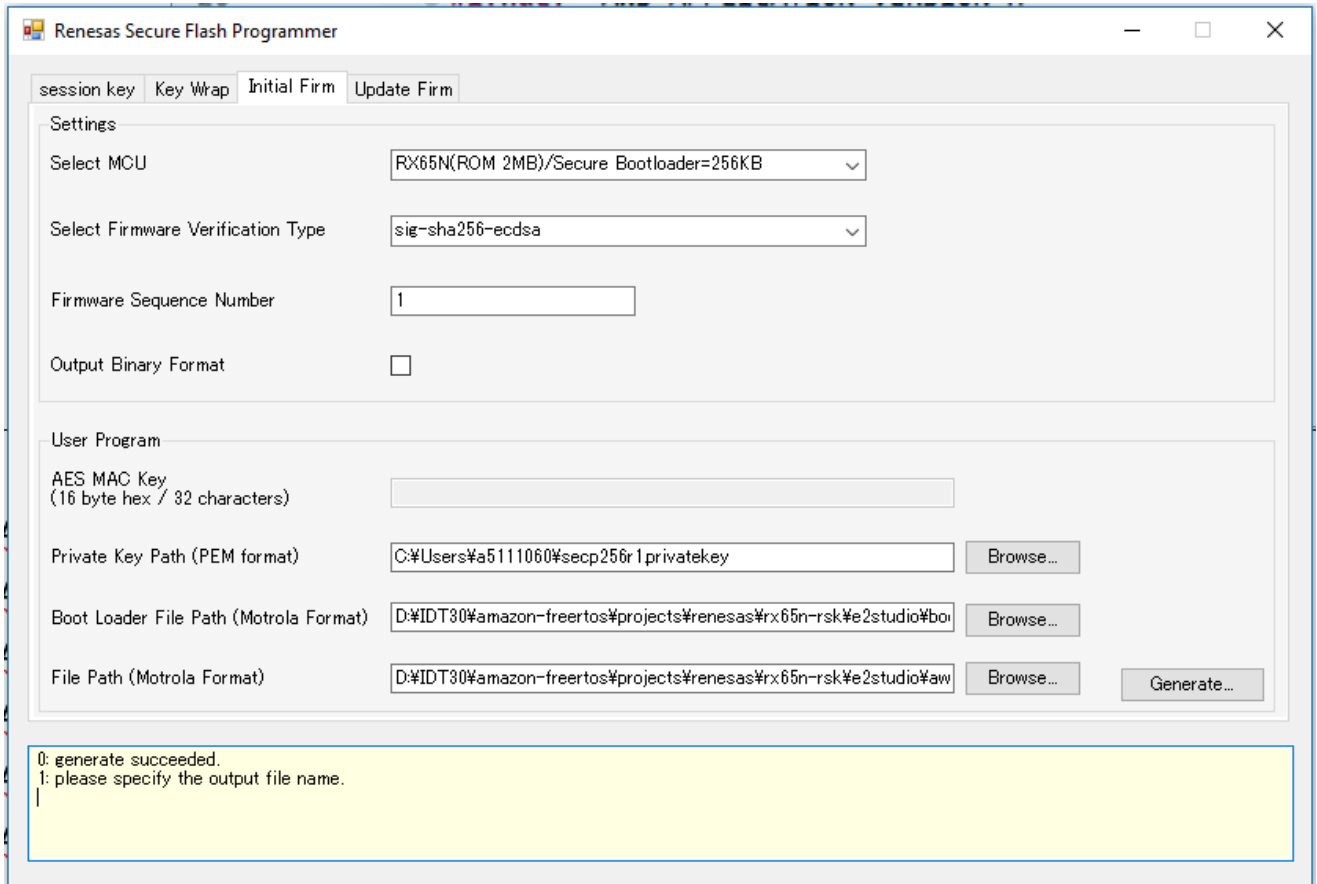 Renesas Secure Flash Programmer
session key Key Wrap Initial Firm Update Firm
Settings
Select MCU RX65N(ROM 2MB)/Secure Bootloader=256KB
Select Firmware Verification Type sig-sha256-ecdsa
Firmware Sequence Number 1
Output Binary Format
User Program
AES MAC Key
(16 byte hex / 32 characters)
Private Key Path (PEM format) C:¥Users¥a5111060¥secp256r1.privatekey Browse...
Boot Loader File Path (Motrola Format) D:¥IDT30¥amazon-freertos¥projects¥renesas¥rx65n-rsk¥e2studio¥bo Browse...
File Path (Motrola Format) D:¥IDT30¥amazon-freertos¥projects¥renesas¥rx65n-rsk¥e2studio¥aw Browse... Generate...
0: generate succeeded.
1: please specify the output file name.